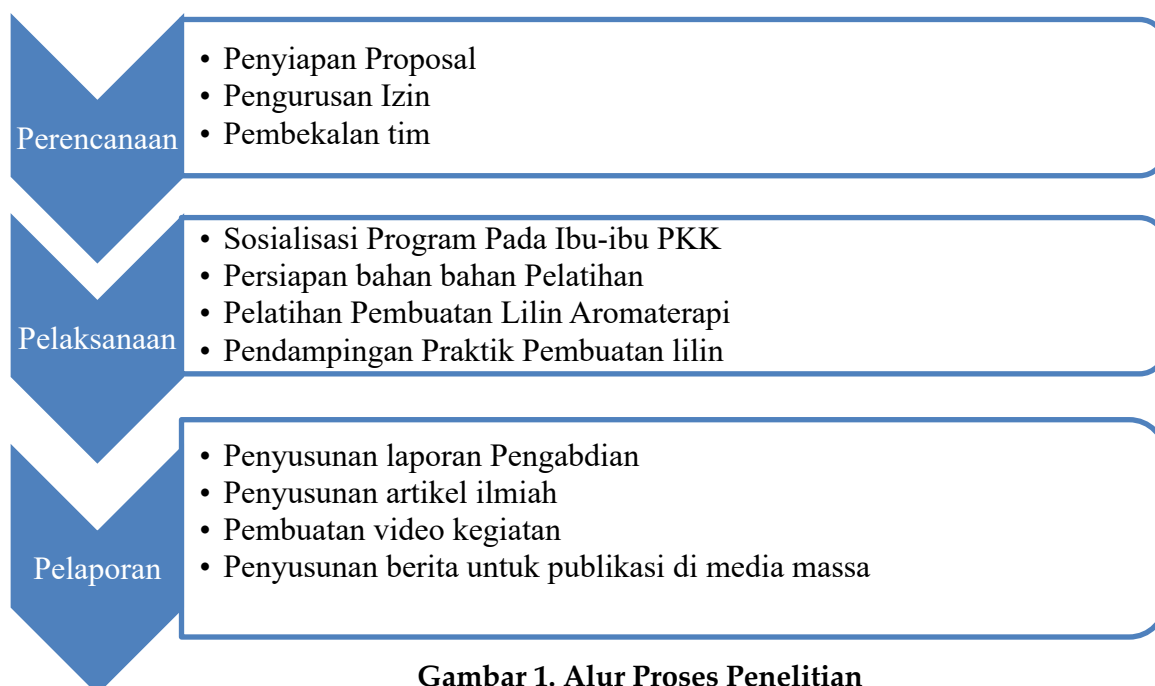 Perencanaan
• Penyiapan Proposal
• Pengurusan Izin
• Pembekalan tim
Pelaksanaan
• Sosialisasi Program Pada Ibu-ibu PKK
• Persiapan bahan bahan Pelatihan
• Pelatihan Pembuatan Lilin Aromaterapi
• Pendampingan Praktik Pembuatan lilin
Pelaporan
• Penyusunan laporan Pengabdian
• Penyusunan artikel ilmiah
• Pembuatan video kegiatan
• Penyusunan berita untuk publikasi di media massa
Gambar 1. Alur Proses Penelitian